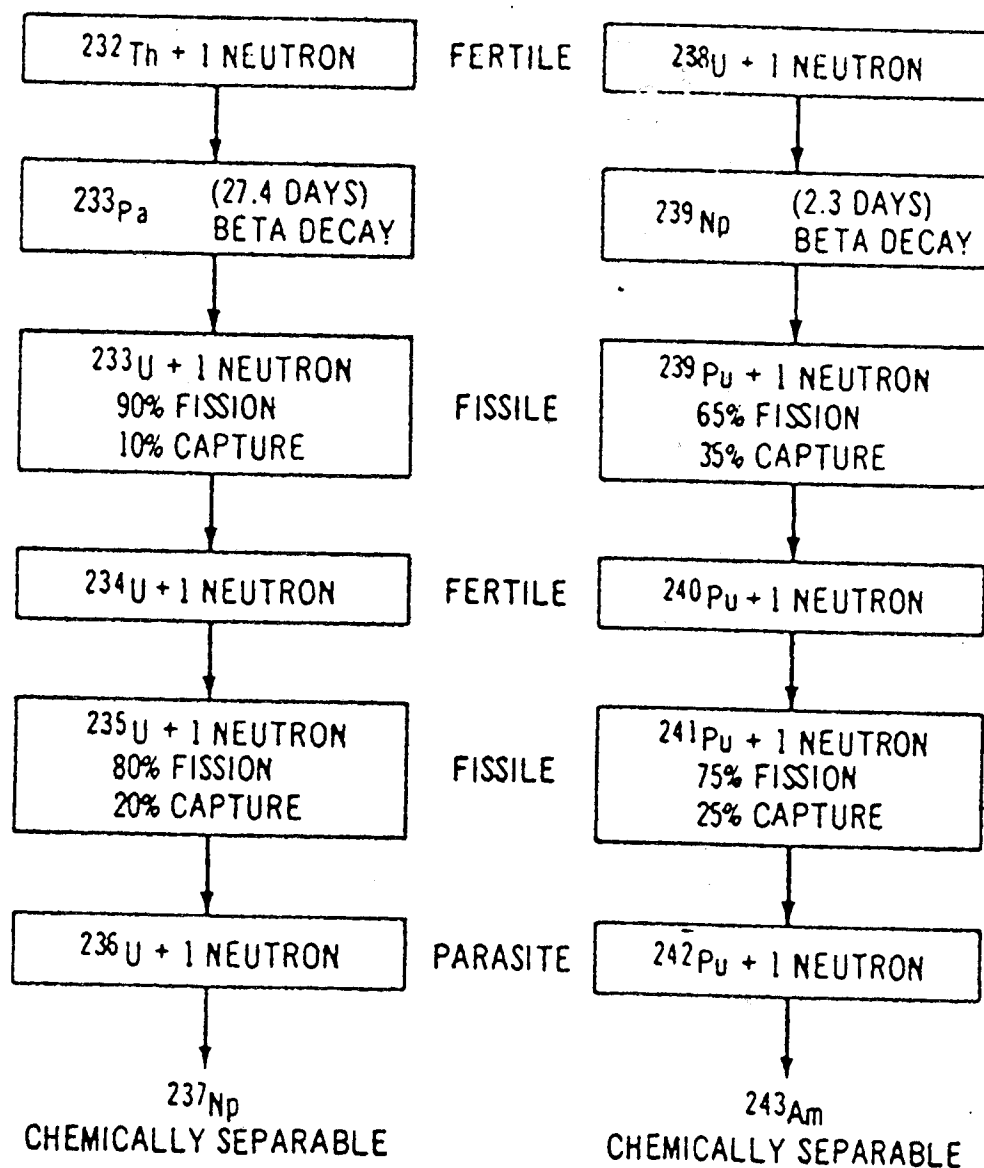 232Th + 1 NEUTRON
FERTILE
238U + 1 NEUTRON
233Pa (27.4 DAYS)
BETA DECAY
239Np (2.3 DAYS)
BETA DECAY
233U + 1 NEUTRON
90% FISSION
10% CAPTURE
FISSILE
239Pu + 1 NEUTRON
65% FISSION
35% CAPTURE
234U + 1 NEUTRON
FERTILE
240Pu + 1 NEUTRON
235U + 1 NEUTRON
80% FISSION
20% CAPTURE
FISSILE
241Pu + 1 NEUTRON
75% FISSION
25% CAPTURE
236U + 1 NEUTRON
PARASITE
242Pu + 1 NEUTRON
237Np
CHEMICALLY SEPARABLE
243Am
CHEMICALLY SEPARABLE